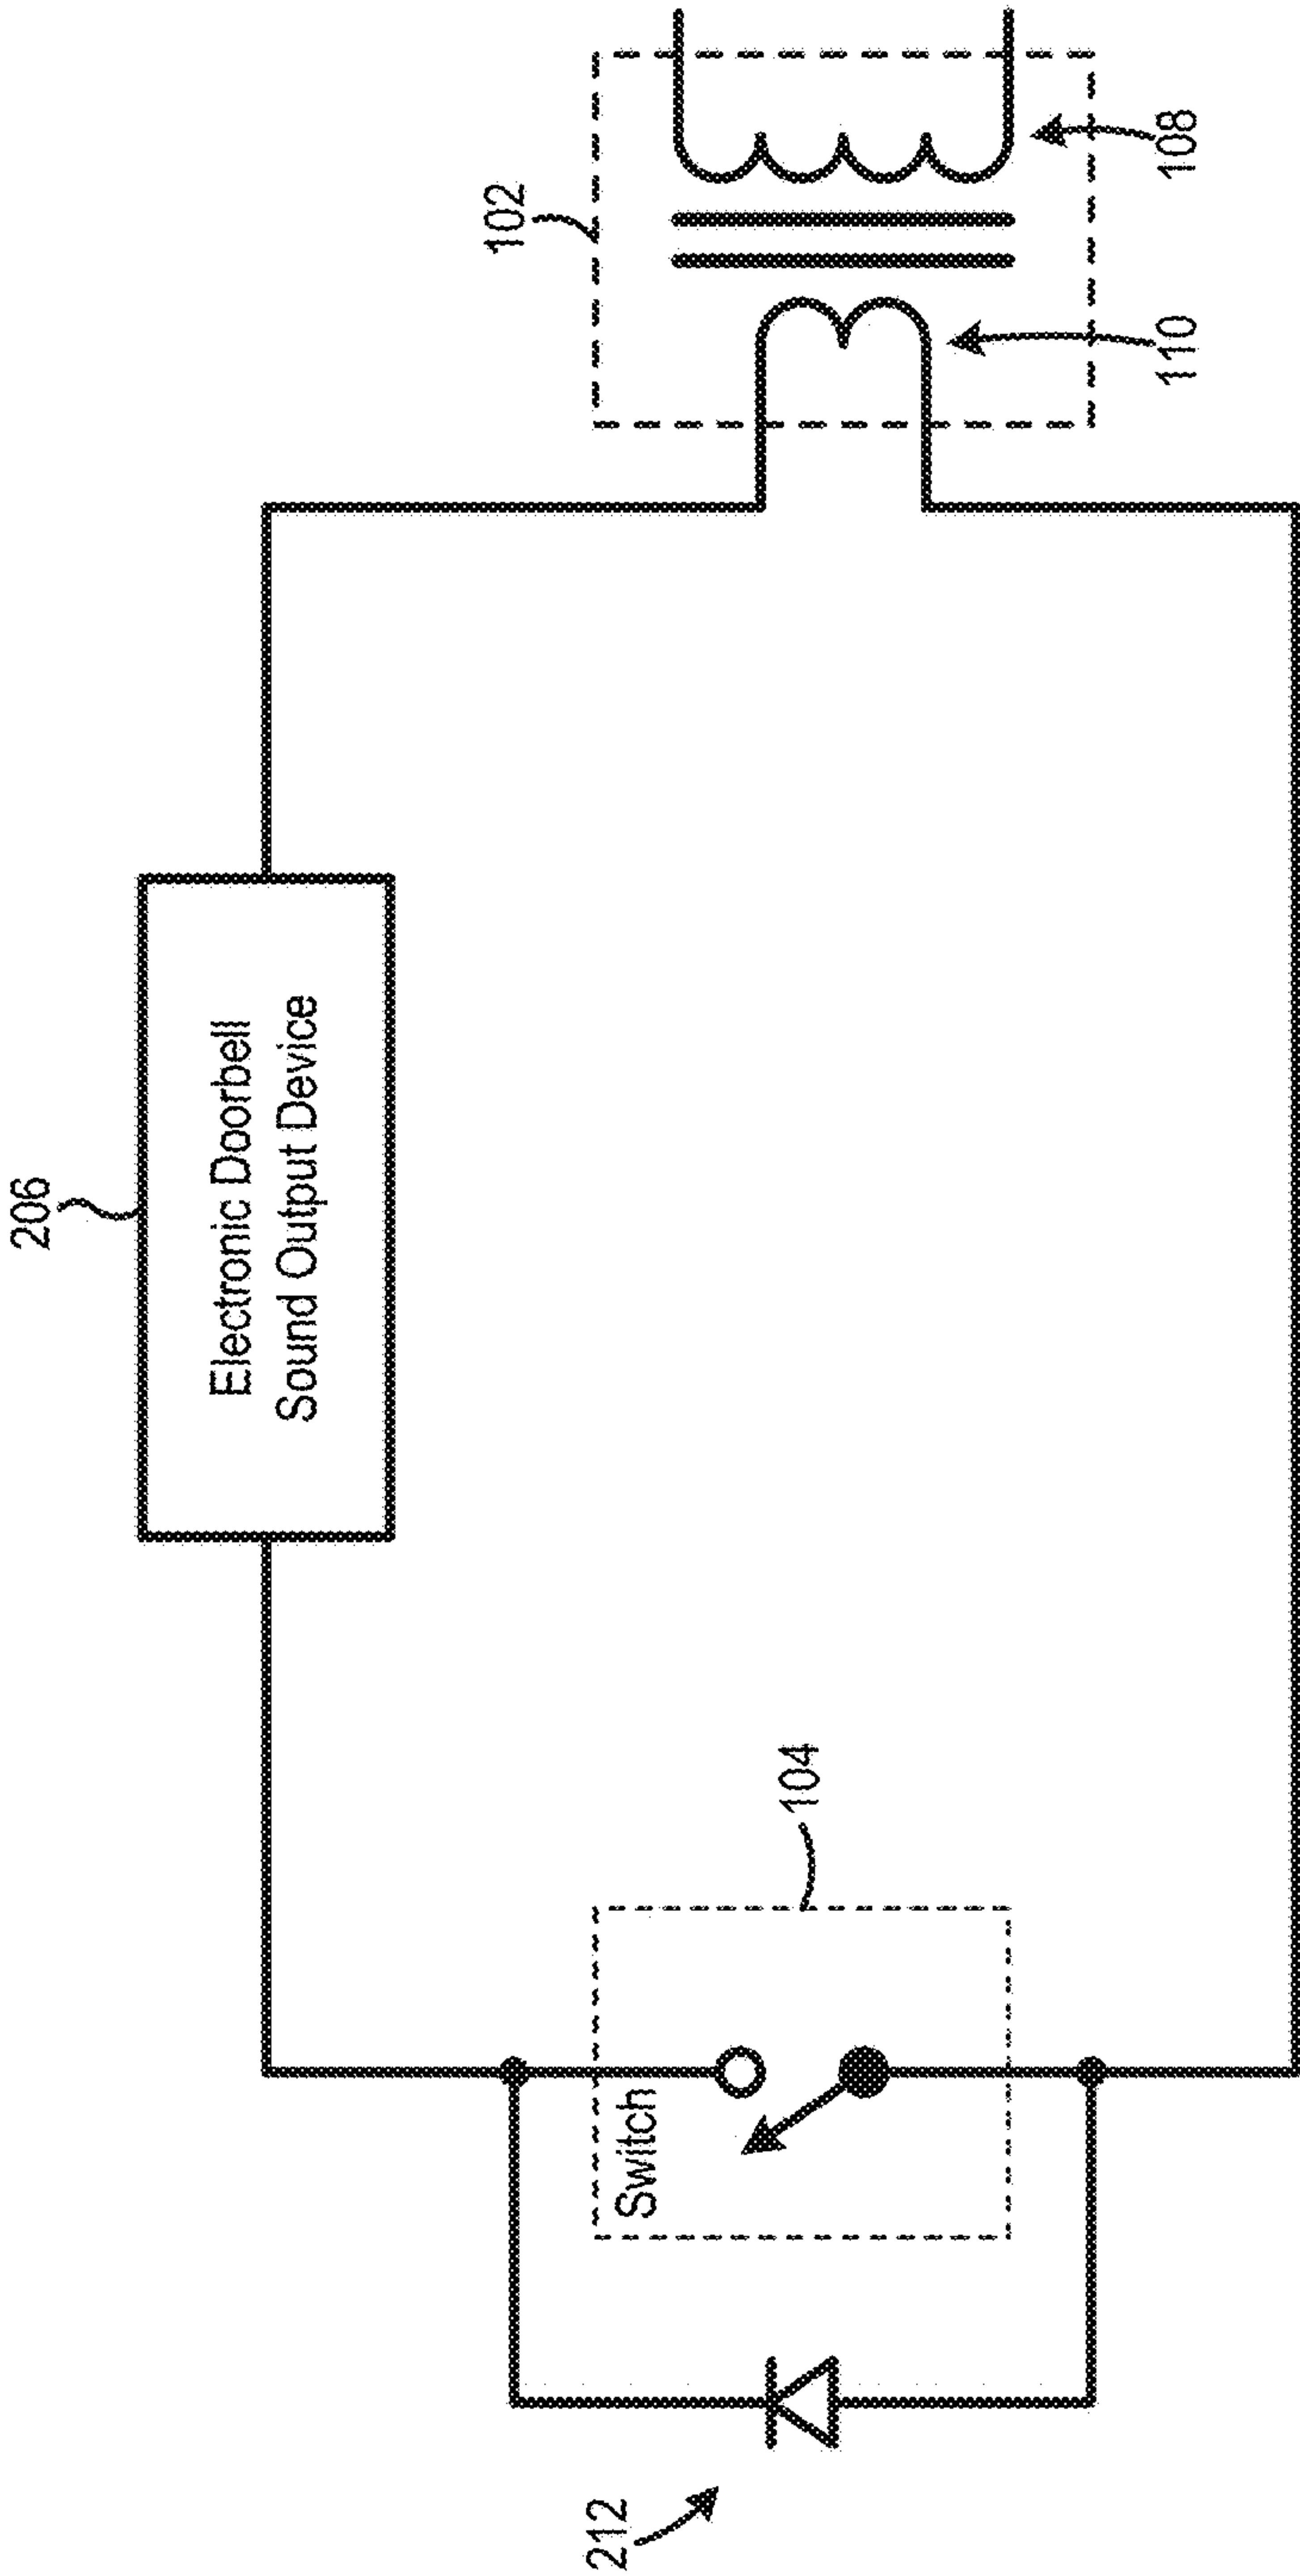 206
Electronic Doorbell
Sound Output Device
102
108
110
104
Switch
212